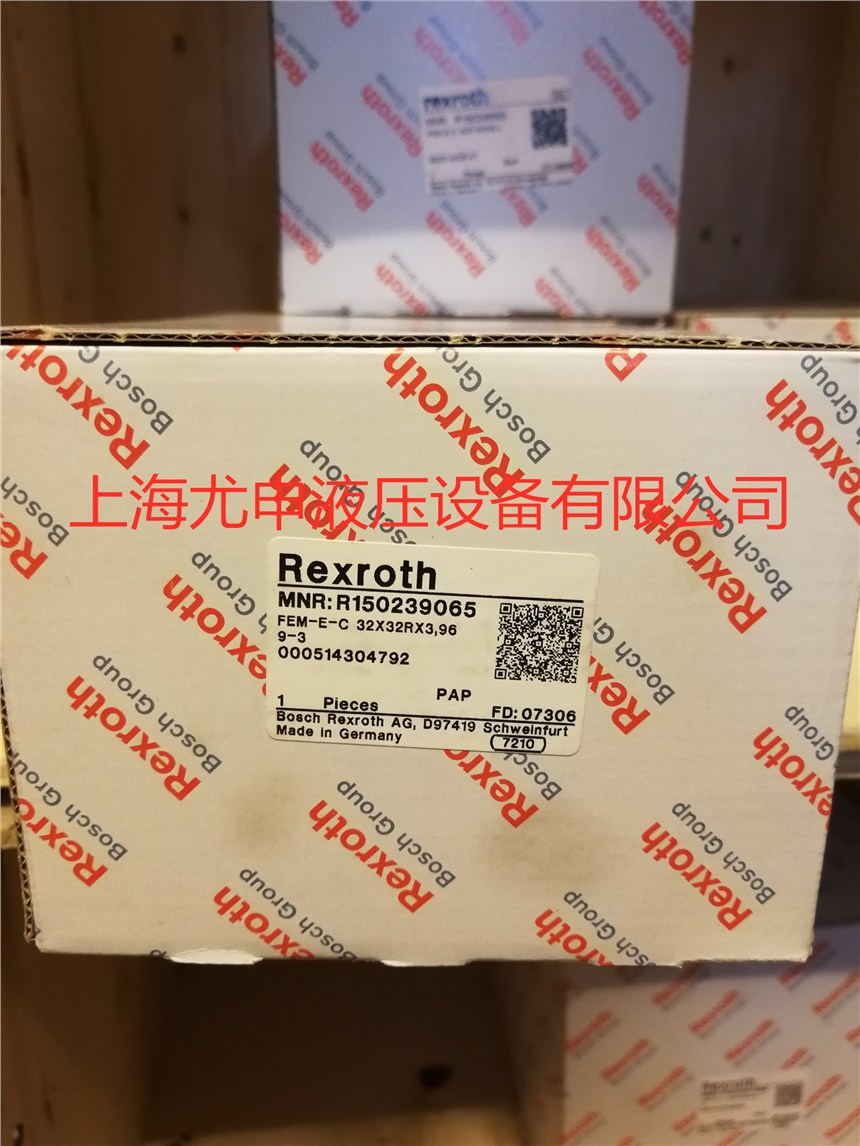 rexroth
Rexroth
Bosch Group
上海尤申液压设备有限公司
Rexroth
MNR: R150239065
FEM-E-C 32X32RX3,96
9-3
000514304792
PAP
1 Pieces
FD: 07306
Bosch Rexroth AG, D97419 Schweinfurt
Made in Germany
7210
Rexroth